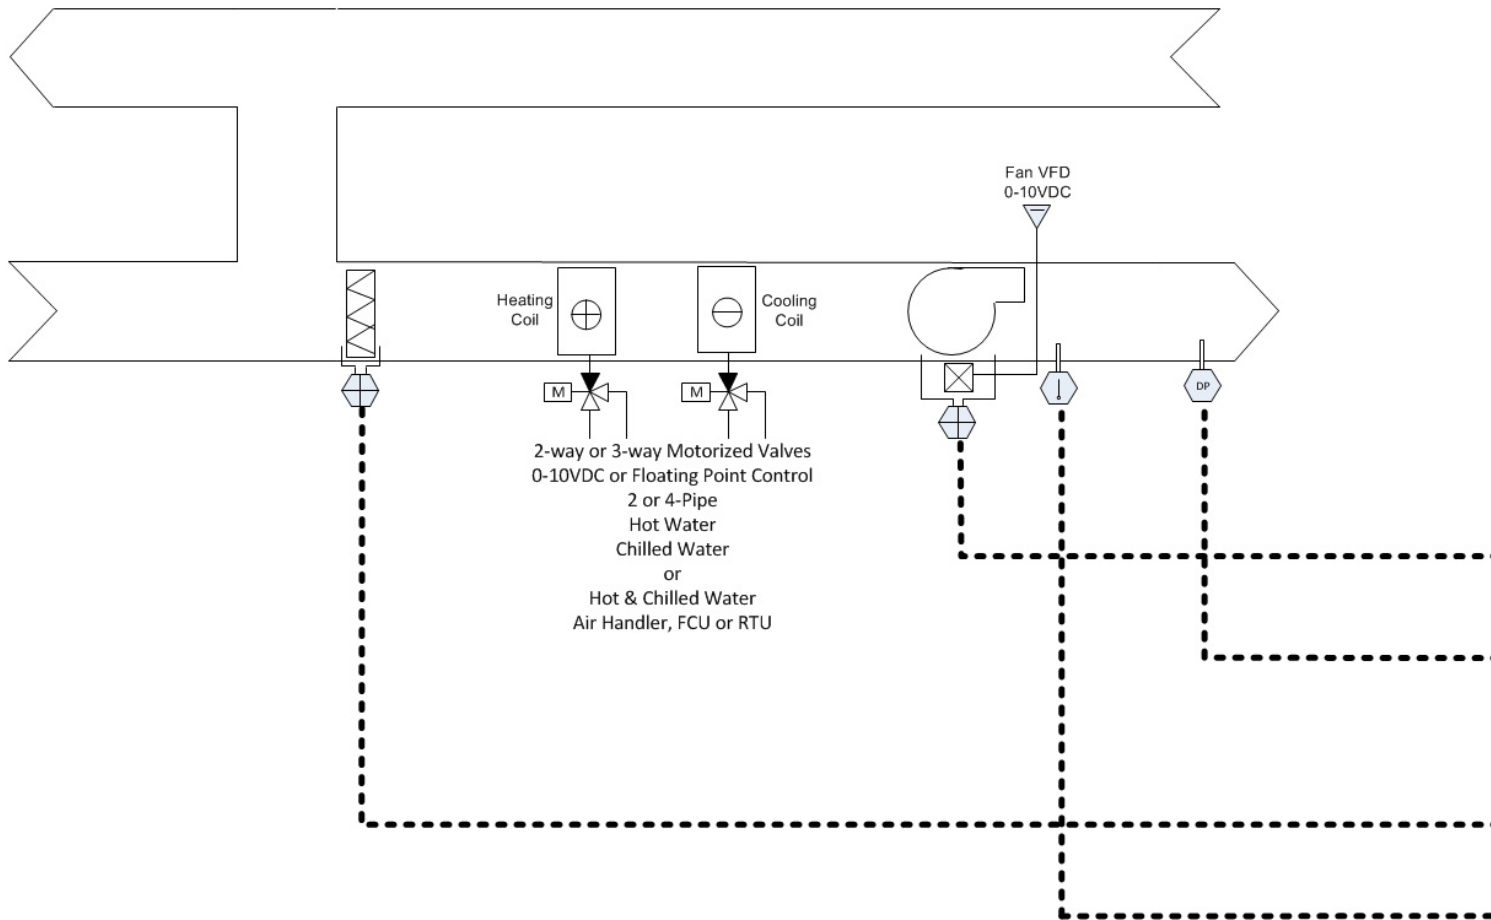 Fan VFD
0-10VDC
Heating
Coil
Cooling
Coil
M
M
DP
2-way or 3-way Motorized Valves
0-10VDC or Floating Point Control
2 or 4-Pipe
Hot Water
Chilled Water
or
Hot & Chilled Water
Air Handler, FCU or RTU